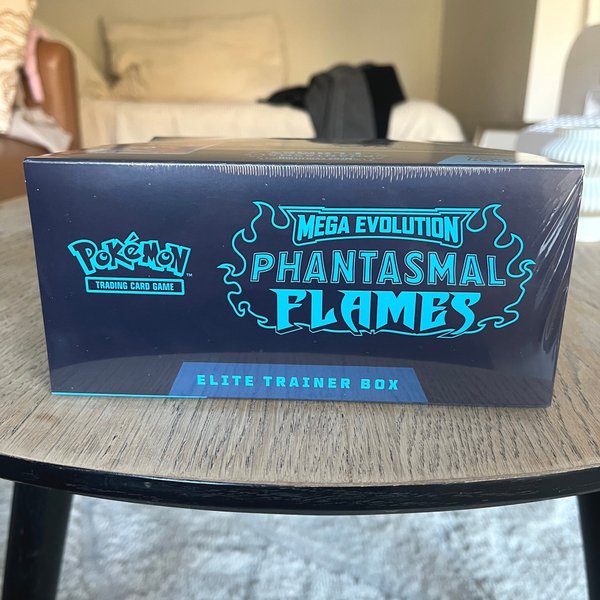 POKéMON
TRADING CARD GAME
MEGA EVOLUTION
PHANTASMAL
FLAMES
ELITE TRAINER BOX